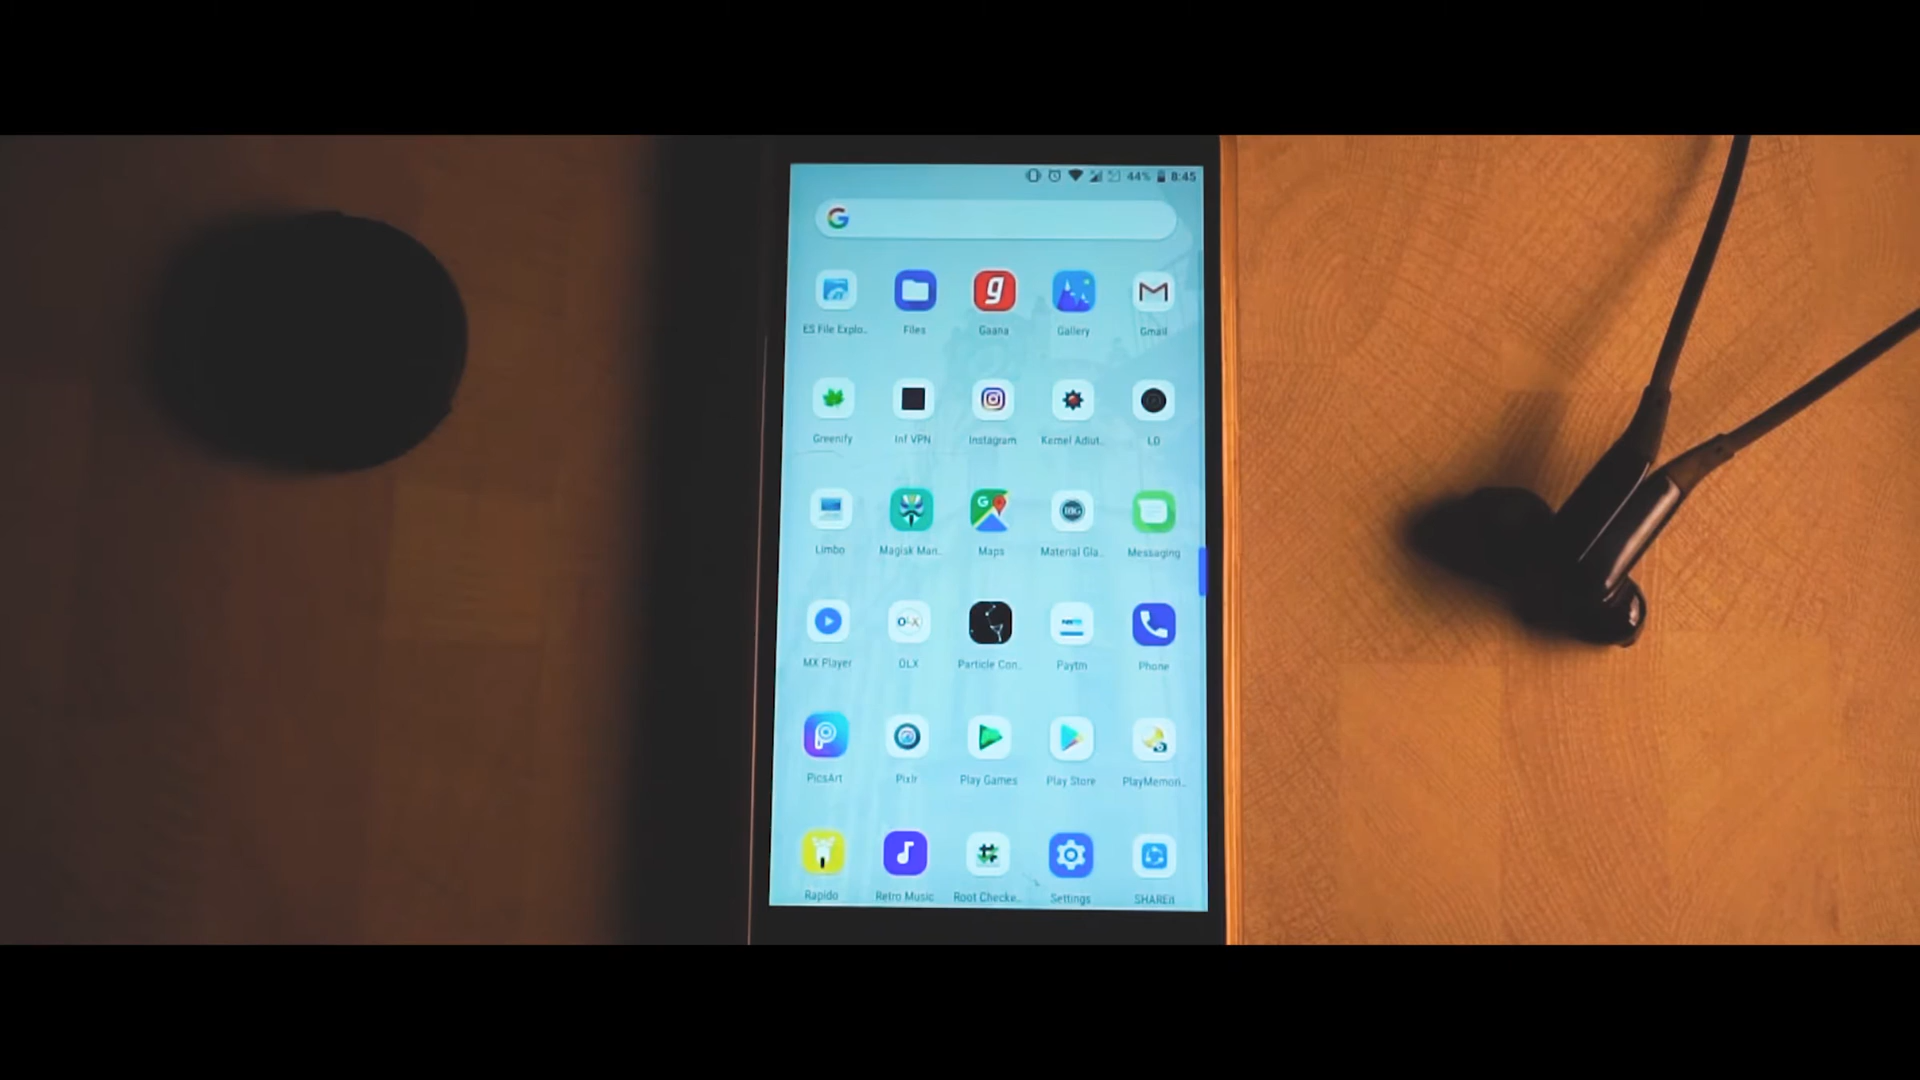 44% 8:45
G
ES File Explo.. Files Gaana Gallery Gmail
Greenify Inf VPN Instagram Kernel Adiut.. LD
Limbo Magisk Man.. Maps Material Gla.. Messaging
MX Player OLX Particle Con.. Paytm Phone
PicsArt Pixlr Play Games Play Store PlayMemori..
Rapido Retro Music Root Checke.. Settings SHAREit